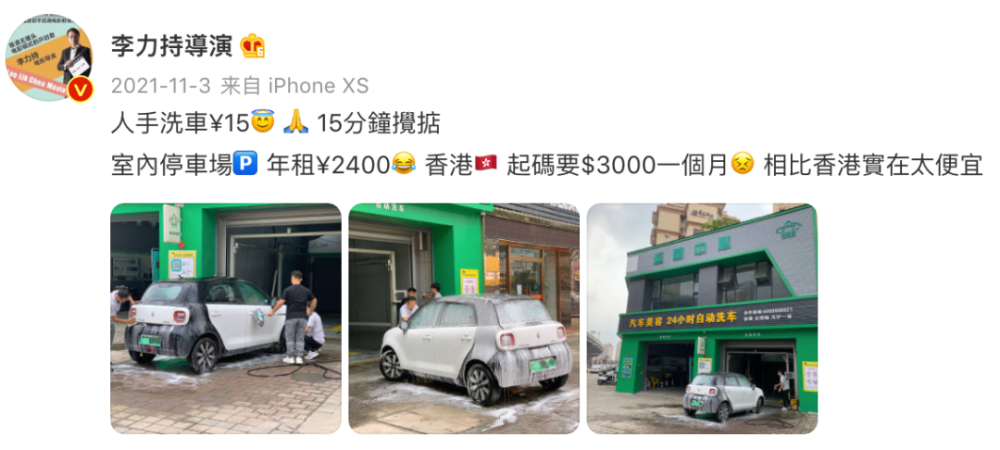 李力持導演
2021-11-3 来自 iPhone XS
人手洗車¥15😇 🙏 15分鐘攪掂
室內停車場🅿️ 年租¥2400😂 香港🇭🇰 起碼要$3000一個月😣 相比香港實在太便宜
汽车美容 24小时自动洗车